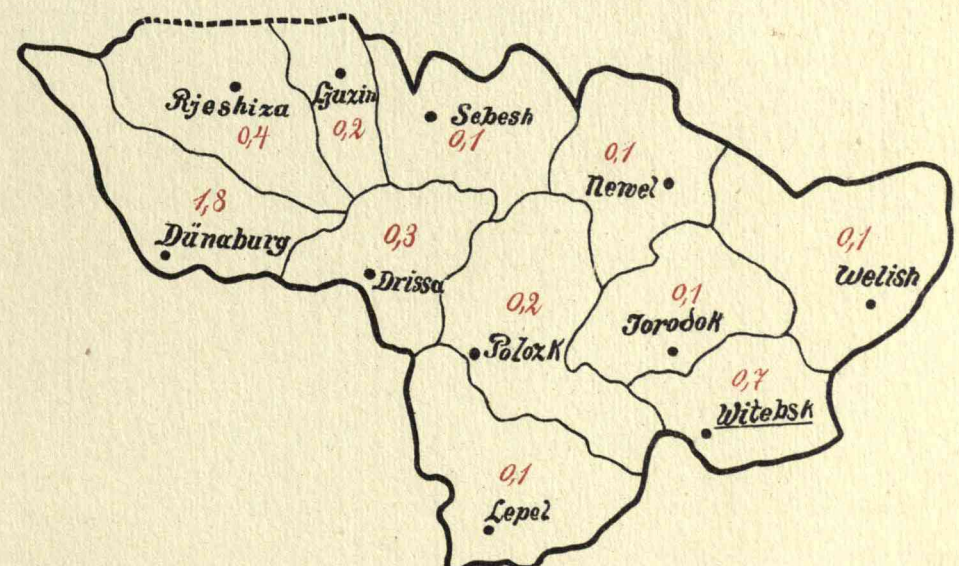 Rjeshiza
0,4
Ljuzin
0,2
Sebesh
0,1
0,1
Newel
1,8
Dünaburg
0,3
Drissa
0,2
Polozk
0,1
Gorodok
0,1
Welish
0,7
Witebsk
0,1
Lepel